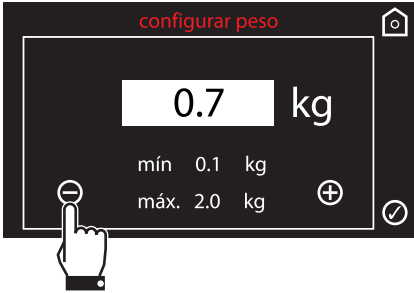 configurar peso
0.7 kg
mín 0.1 kg
máx. 2.0 kg